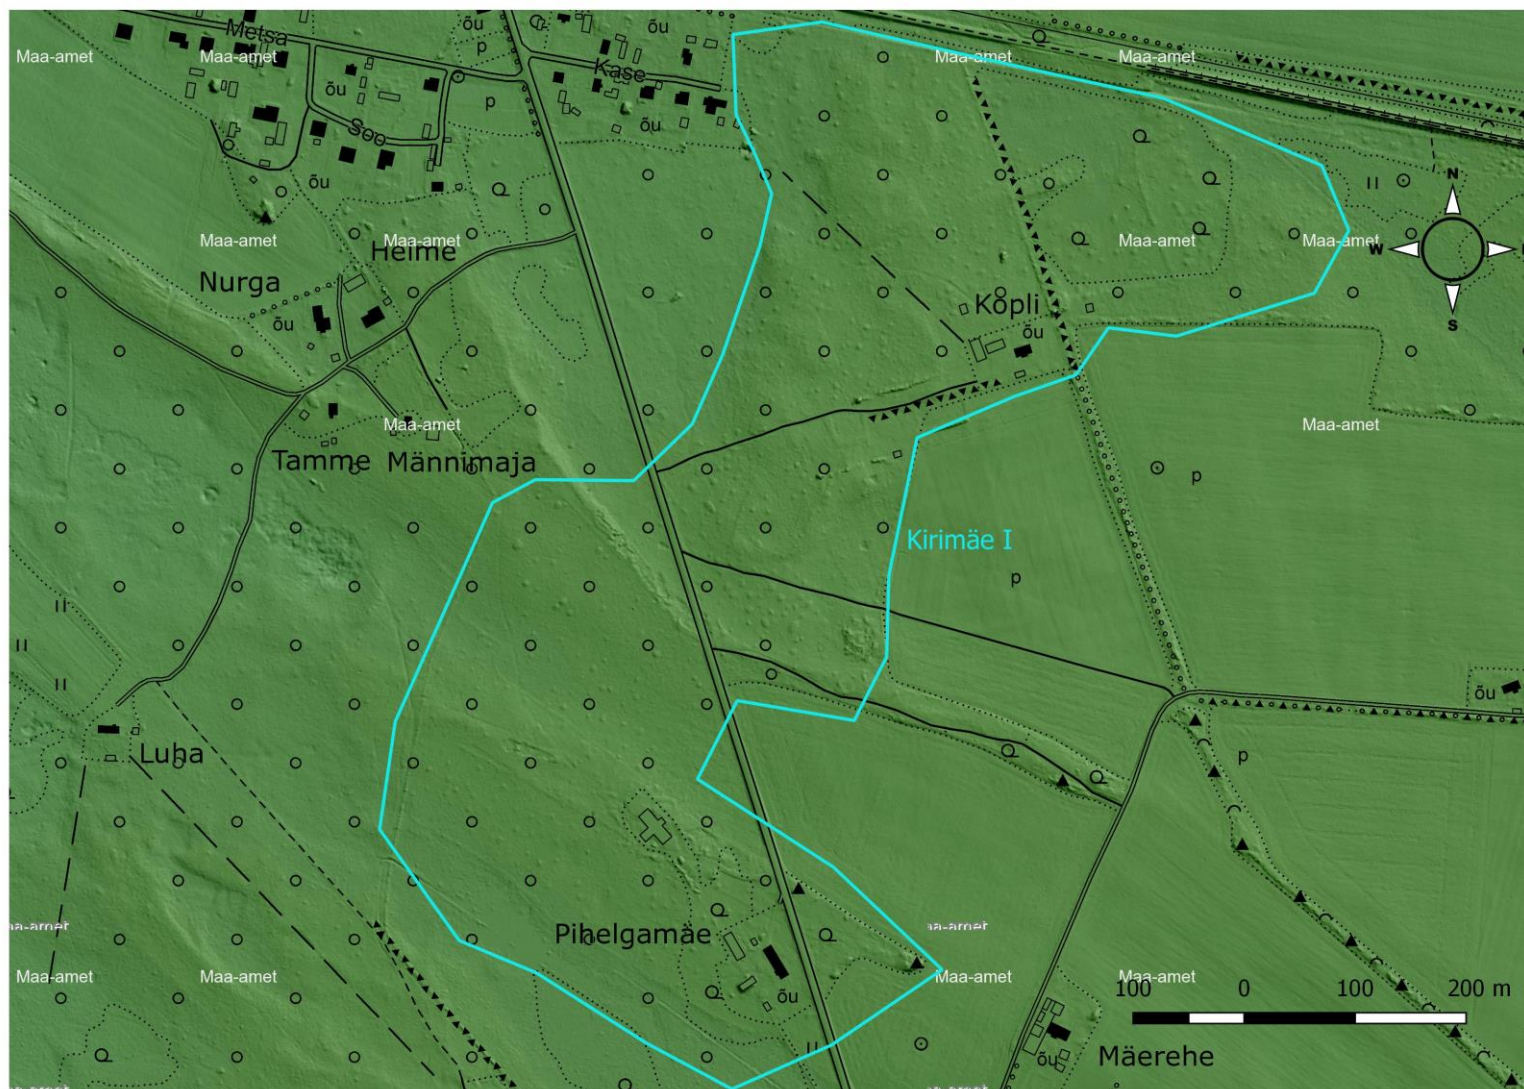 Metsa
õu
p
õu
Kase
õu
p
Soo
õu
õu
Maa-amet
Maa-amet
Maa-amet
Maa-amet
N
W
S
Maa-amet
Maa-amet
Maa-amet
Maa-amet
Heime
Nurga
õu
Kopli
õu
Maa-amet
Maa-amet
Tamme
Männimaja
p
Kirimäe I
p
õu
Luha
p
Pihelgamäe
õu
Maa-amet
Maa-amet
Maa-amet
Maa-amet
100 0 100 200 m
Mäerehe
õu